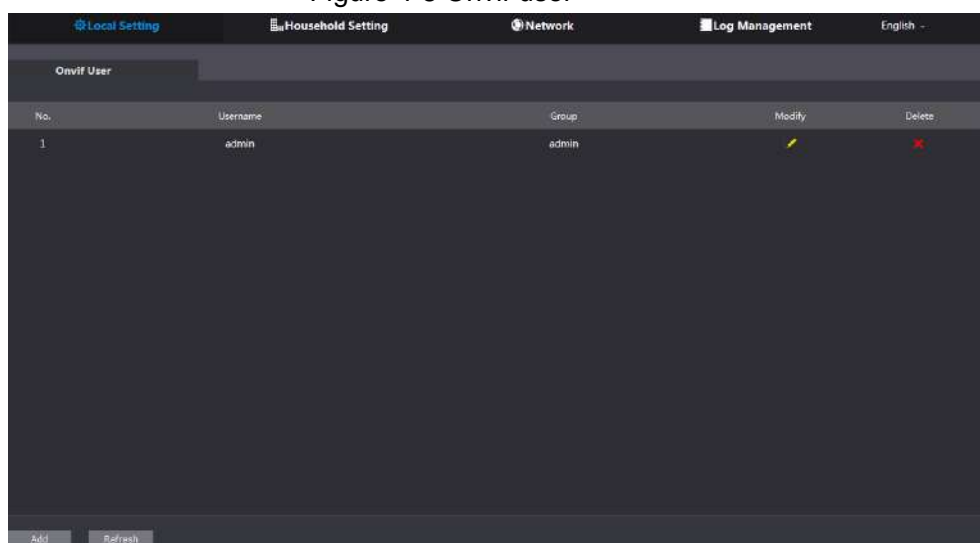 Local Setting Household Setting Network Log Management English
Onvif User
No. Username Group Modify Delete
1 admin admin
Add Refresh